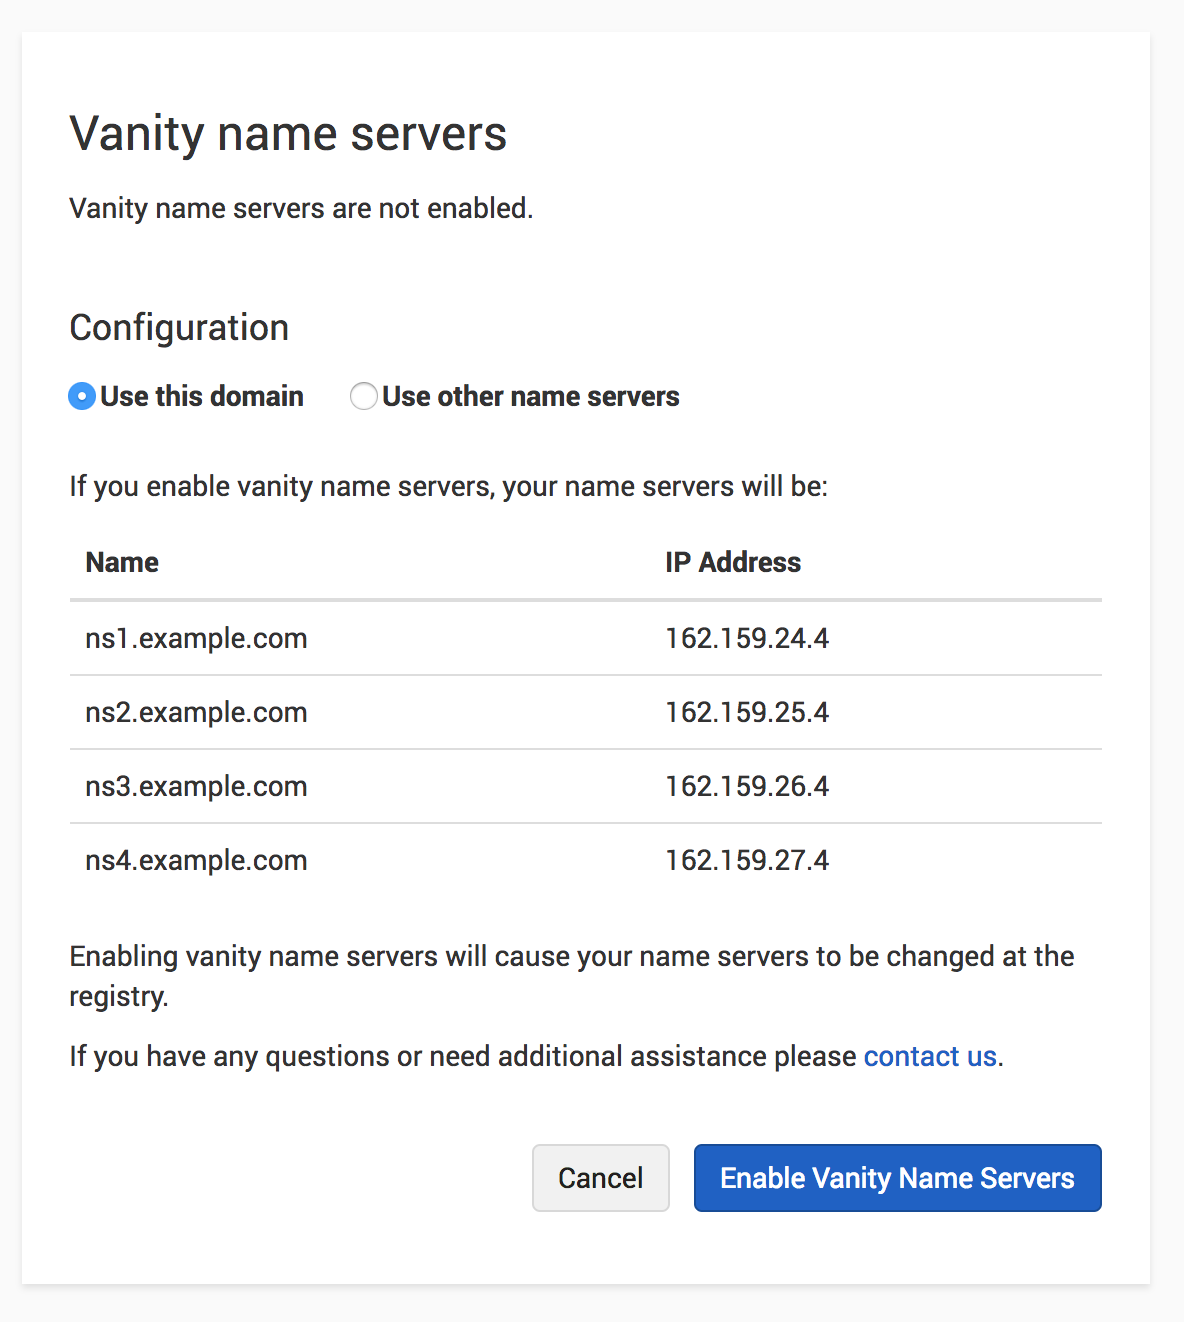 Vanity name servers
Vanity name servers are not enabled.
Configuration
Use this domain Use other name servers
If you enable vanity name servers, your name servers will be:
Name IP Address
ns1.example.com 162.159.24.4
ns2.example.com 162.159.25.4
ns3.example.com 162.159.26.4
ns4.example.com 162.159.27.4
Enabling vanity name servers will cause your name servers to be changed at the
registry.
If you have any questions or need additional assistance please contact us.
Cancel Enable Vanity Name Servers